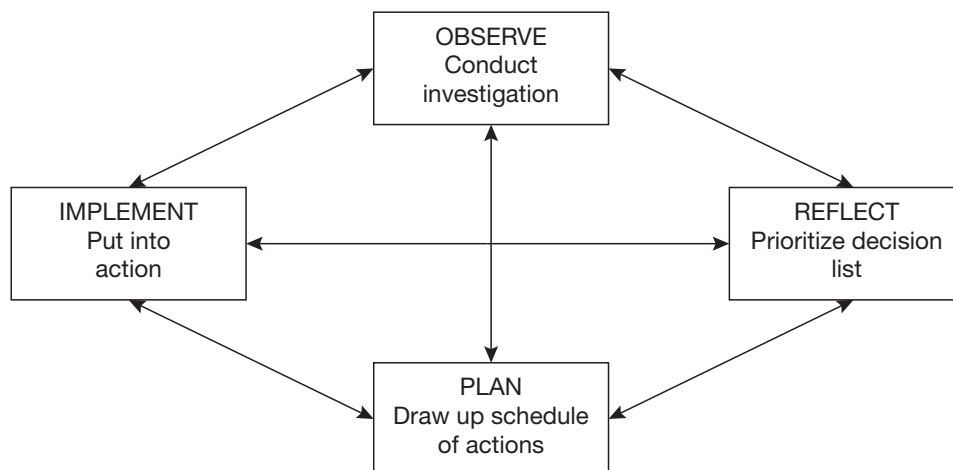 OBSERVE
Conduct
investigation
IMPLEMENT
Put into
action
REFLECT
Prioritize decision
list
PLAN
Draw up schedule
of actions